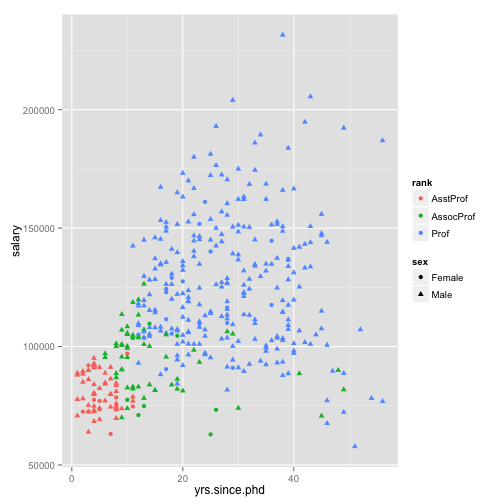 200000
150000
100000
50000
0
20
40
yrs.since.phd
salary
rank
AsstProf
AssocProf
Prof
sex
Female
Male